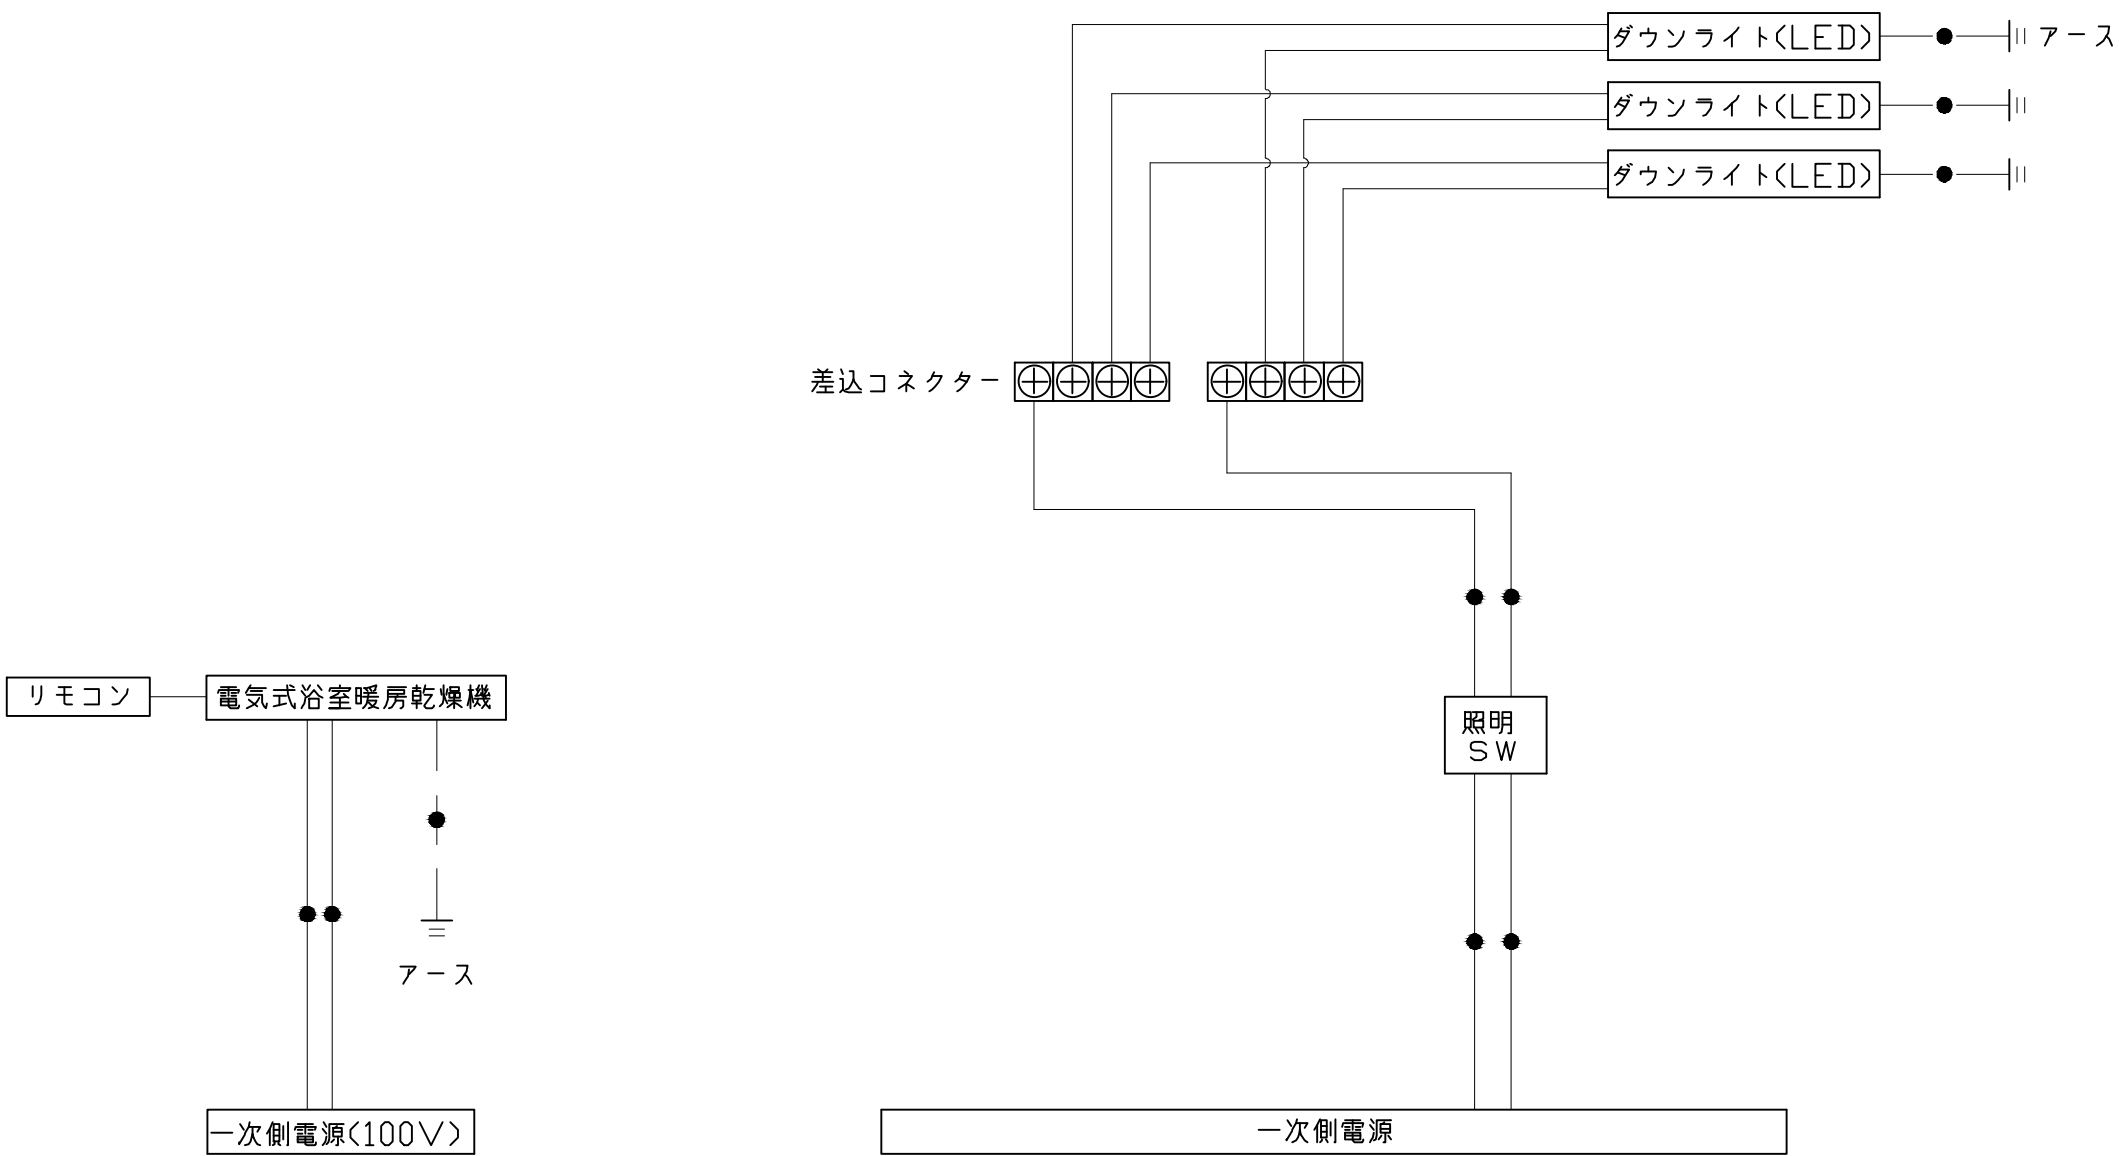 ダウンライト(LED)
アース
ダウンライト(LED)
ダウンライト(LED)
差込コネクター
リモコン
電気式浴室暖房乾燥機
照明
SW
アース
一次側電源(100V)
一次側電源